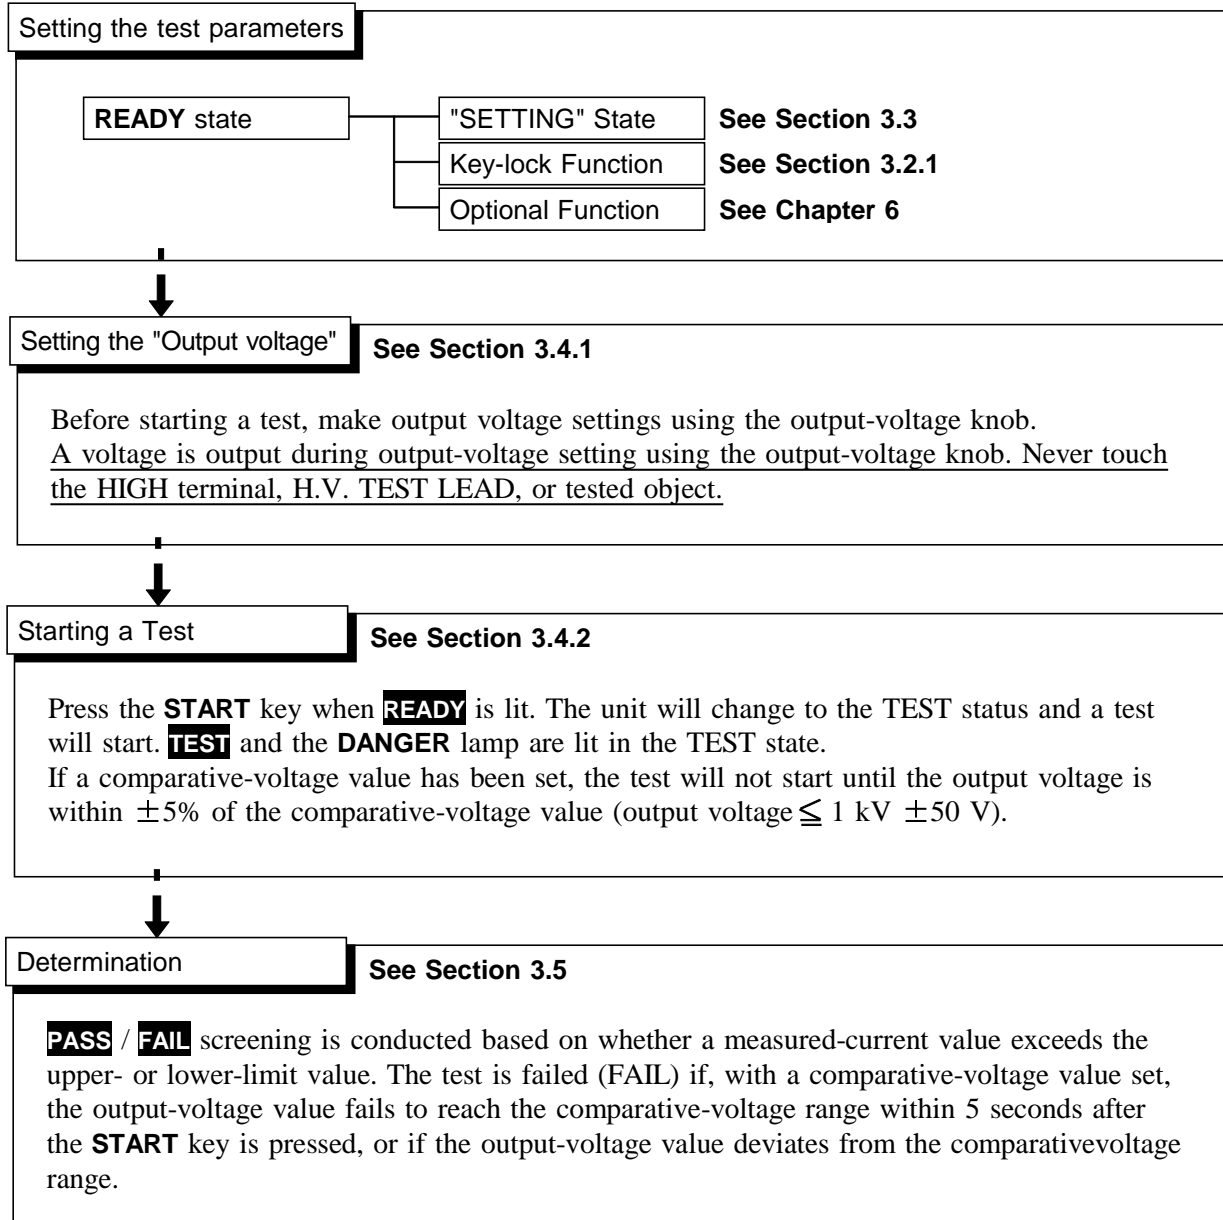 Setting the test parameters
READY state
"SETTING" State See Section 3.3
Key-lock Function See Section 3.2.1
Optional Function See Chapter 6
Setting the "Output voltage" See Section 3.4.1
Before starting a test, make output voltage settings using the output-voltage knob.
A voltage is output during output-voltage setting using the output-voltage knob. Never touch
the HIGH terminal, H.V. TEST LEAD, or tested object.
Starting a Test See Section 3.4.2
Press the START key when READY is lit. The unit will change to the TEST status and a test
will start. TEST and the DANGER lamp are lit in the TEST state.
If a comparative-voltage value has been set, the test will not start until the output voltage is
within ±5% of the comparative-voltage value (output voltage ≦ 1 kV ±50 V).
Determination See Section 3.5
PASS / FAIL screening is conducted based on whether a measured-current value exceeds the
upper- or lower-limit value. The test is failed (FAIL) if, with a comparative-voltage value set,
the output-voltage value fails to reach the comparative-voltage range within 5 seconds after
the START key is pressed, or if the output-voltage value deviates from the comparativevoltage
range.